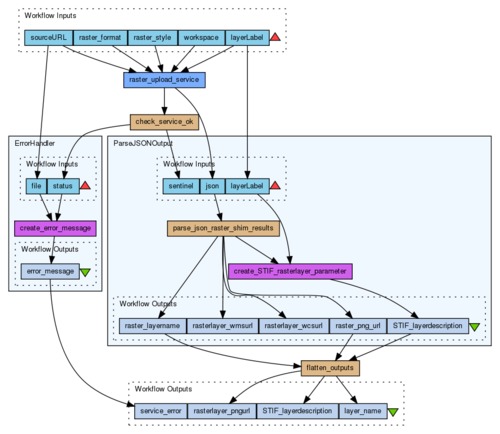 Workflow Inputs
sourceURL raster_format raster_style workspace layerLabel
raster_upload_service
check_service_ok
ErrorHandler
Workflow Inputs
file status
create_error_message
Workflow Outputs
error_message
ParseJSONOutput
Workflow Inputs
sentinel json layerLabel
parse_json_raster_shim_results
create_STIF_rasterlayer_parameter
Workflow Outputs
raster_layername rasterlayer_wmsurl rasterlayer_wcsurl raster_png_url STIF_layerdescription
flatten_outputs
Workflow Outputs
service_error rasterlayer_pngurl STIF_layerdescription layer_name